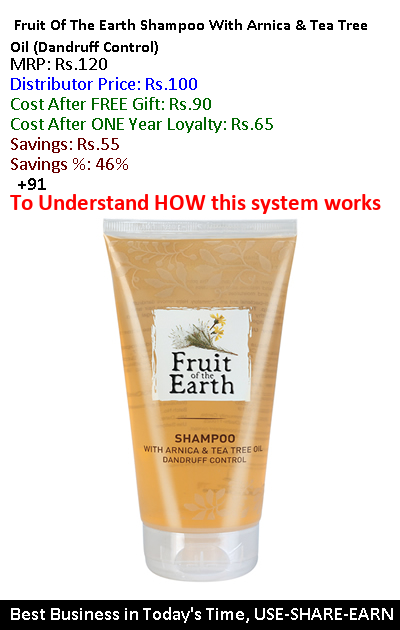 Fruit Of The Earth Shampoo With Arnica & Tea Tree
Oil (Dandruff Control)
MRP: Rs.120
Distributor Price: Rs.100
Cost After FREE Gift: Rs.90
Cost After ONE Year Loyalty: Rs.65
Savings: Rs.55
Savings %: 46%
+91
To Understand HOW this system works
Fruit
of the
Earth
SHAMPOO
WITH ARNICA & TEA TREE OIL
DANDRUFF CONTROL
Best Business in Today's Time, USE-SHARE-EARN